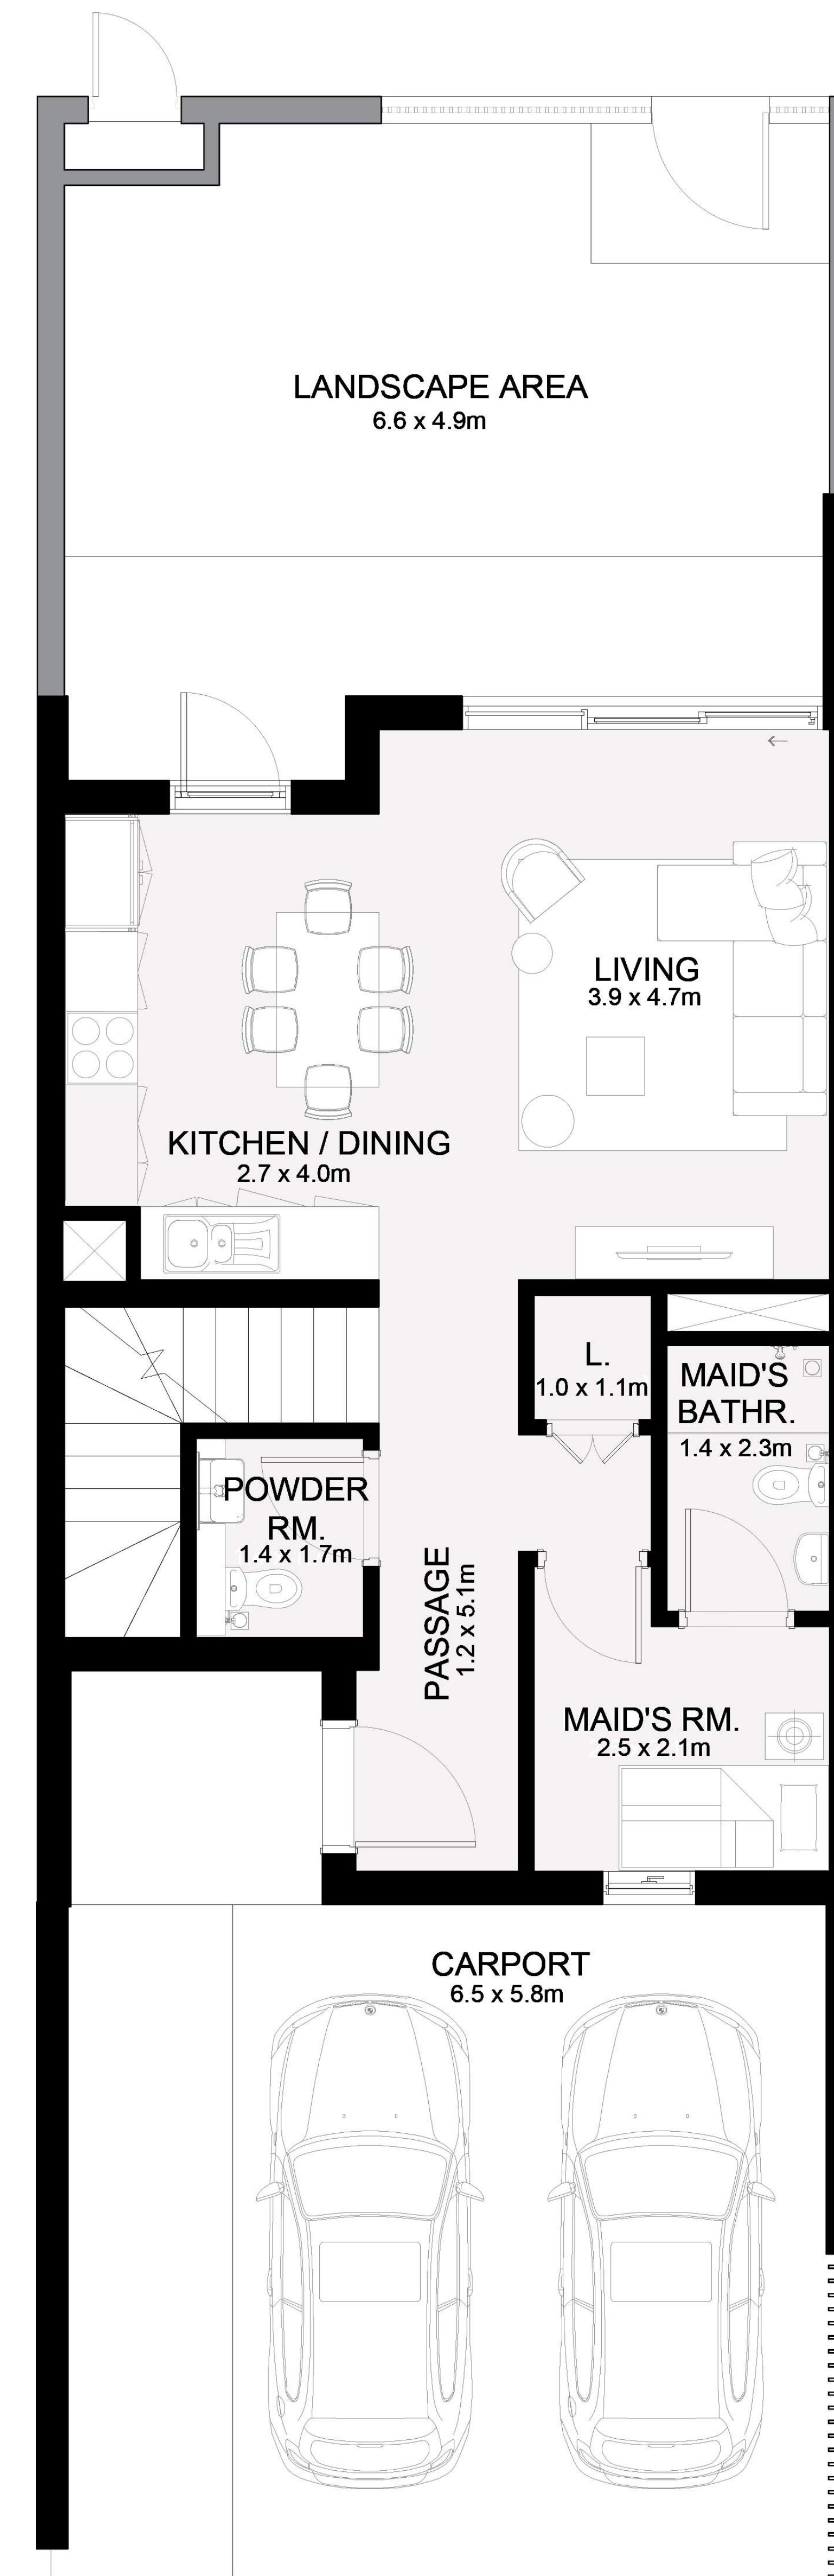 LANDSCAPE AREA
6.6 x 4.9m
LIVING
3.9 x 4.7m
KITCHEN / DINING
2.7 x 4.0m
L.
1.0 x 1.1m
MAID'S
BATHR.
1.4 x 2.3m
POWDER
RM.
1.4 x 1.7m
PASSAGE
1.2 x 5.1m
MAID'S RM.
2.5 x 2.1m
CARPORT
6.5 x 5.8m